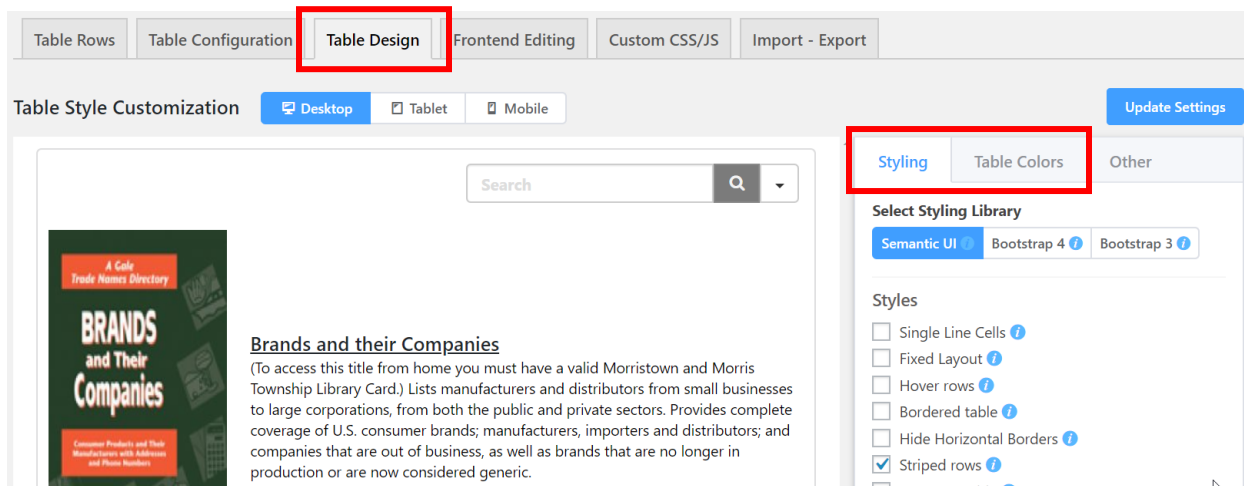 Table Rows
Table Configuration
Table Design
Frontend Editing
Custom CSS/JS
Import - Export
Table Style Customization
Desktop
Tablet
Mobile
Update Settings
Search
Styling
Table Colors
Other
Select Styling Library
Semantic UI
Bootstrap 4
Bootstrap 3
Styles
Single Line Cells
Fixed Layout
Hover rows
Bordered table
Hide Horizontal Borders
Striped rows
A Gale
Trade Names Directory
BRANDS
and Their
Companies
Consumer Products and Their
Manufacturers with Addresses
and Phone Numbers
Brands and their Companies
(To access this title from home you must have a valid Morristown and Morris
Township Library Card.) Lists manufacturers and distributors from small businesses
to large corporations, from both the public and private sectors. Provides complete
coverage of U.S. consumer brands; manufacturers, importers and distributors; and
companies that are out of business, as well as brands that are no longer in
production or are now considered generic.